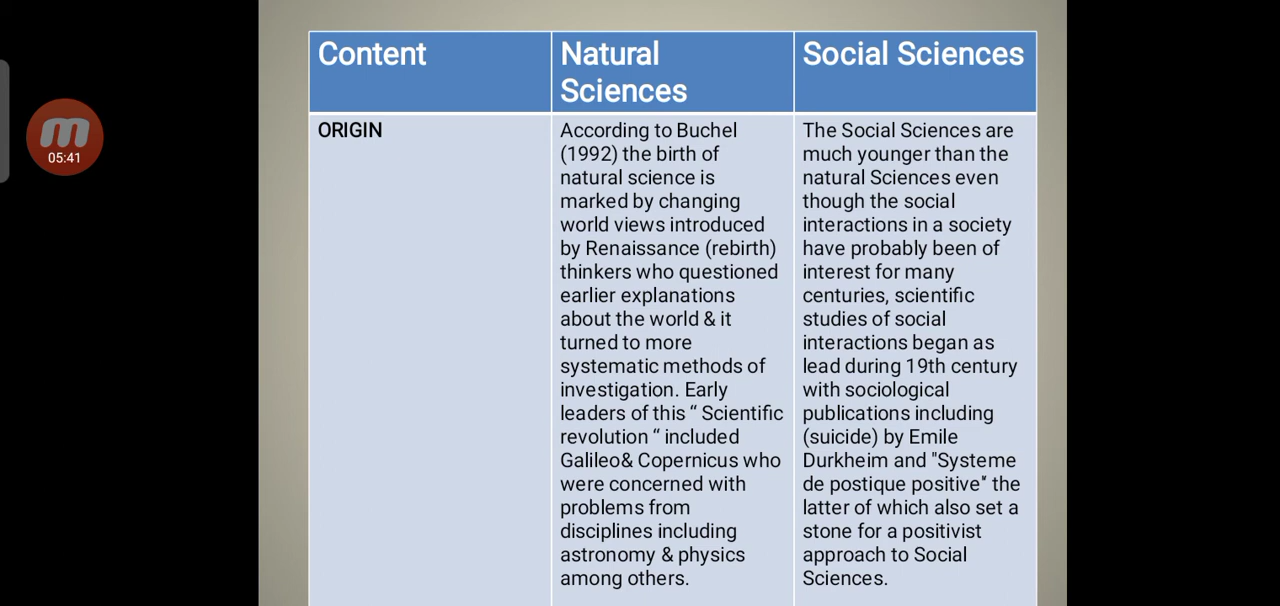 Content
Natural
Sciences
Social Sciences
05:41
ORIGIN
According to Buchel
(1992) the birth of
natural science is
marked by changing
world views introduced
by Renaissance (rebirth)
thinkers who questioned
earlier explanations
about the world & it
turned to more
systematic methods of
investigation. Early
leaders of this “ Scientific
revolution “ included
Galileo& Copernicus who
were concerned with
problems from
disciplines including
astronomy & physics
among others.
The Social Sciences are
much younger than the
natural Sciences even
though the social
interactions in a society
have probably been of
interest for many
centuries, scientific
studies of social
interactions began as
lead during 19th century
with sociological
publications including
(suicide) by Emile
Durkheim and "Systeme
de postique positive" the
latter of which also set a
stone for a positivist
approach to Social
Sciences.